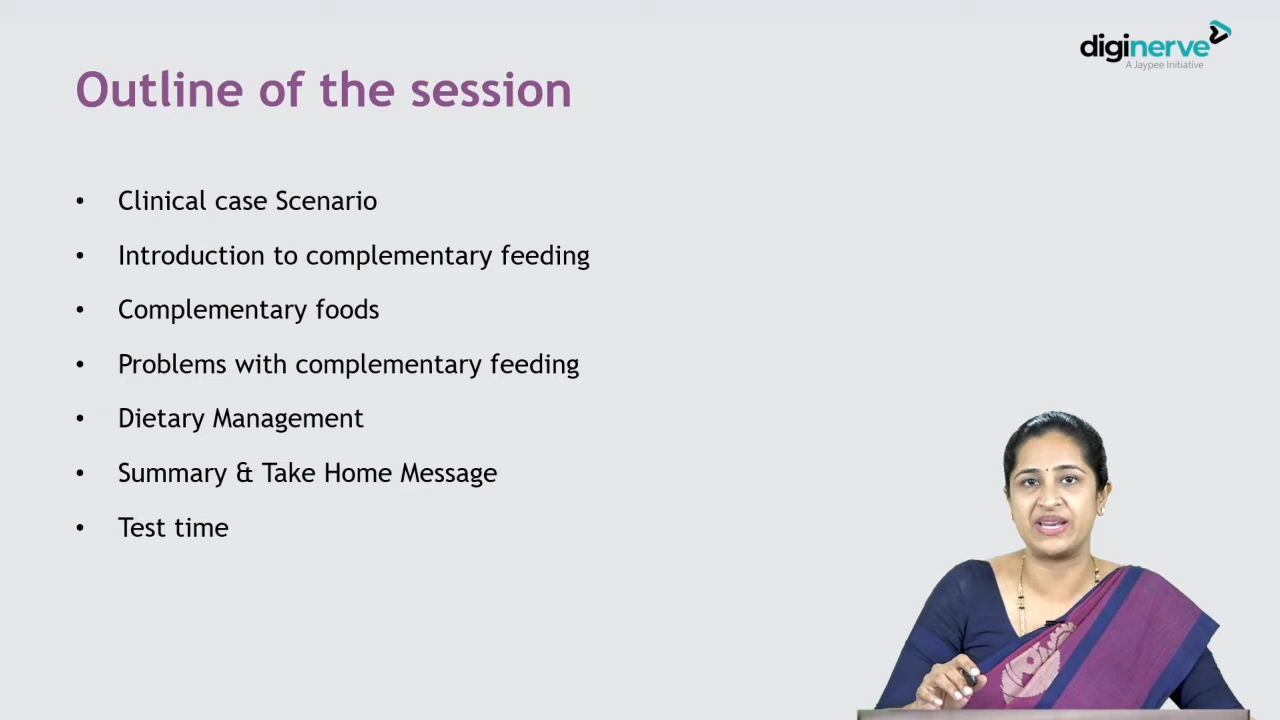 diginerve
A Jaypee Initiative
Outline of the session
• Clinical case Scenario
• Introduction to complementary feeding
• Complementary foods
• Problems with complementary feeding
• Dietary Management
• Summary & Take Home Message
• Test time